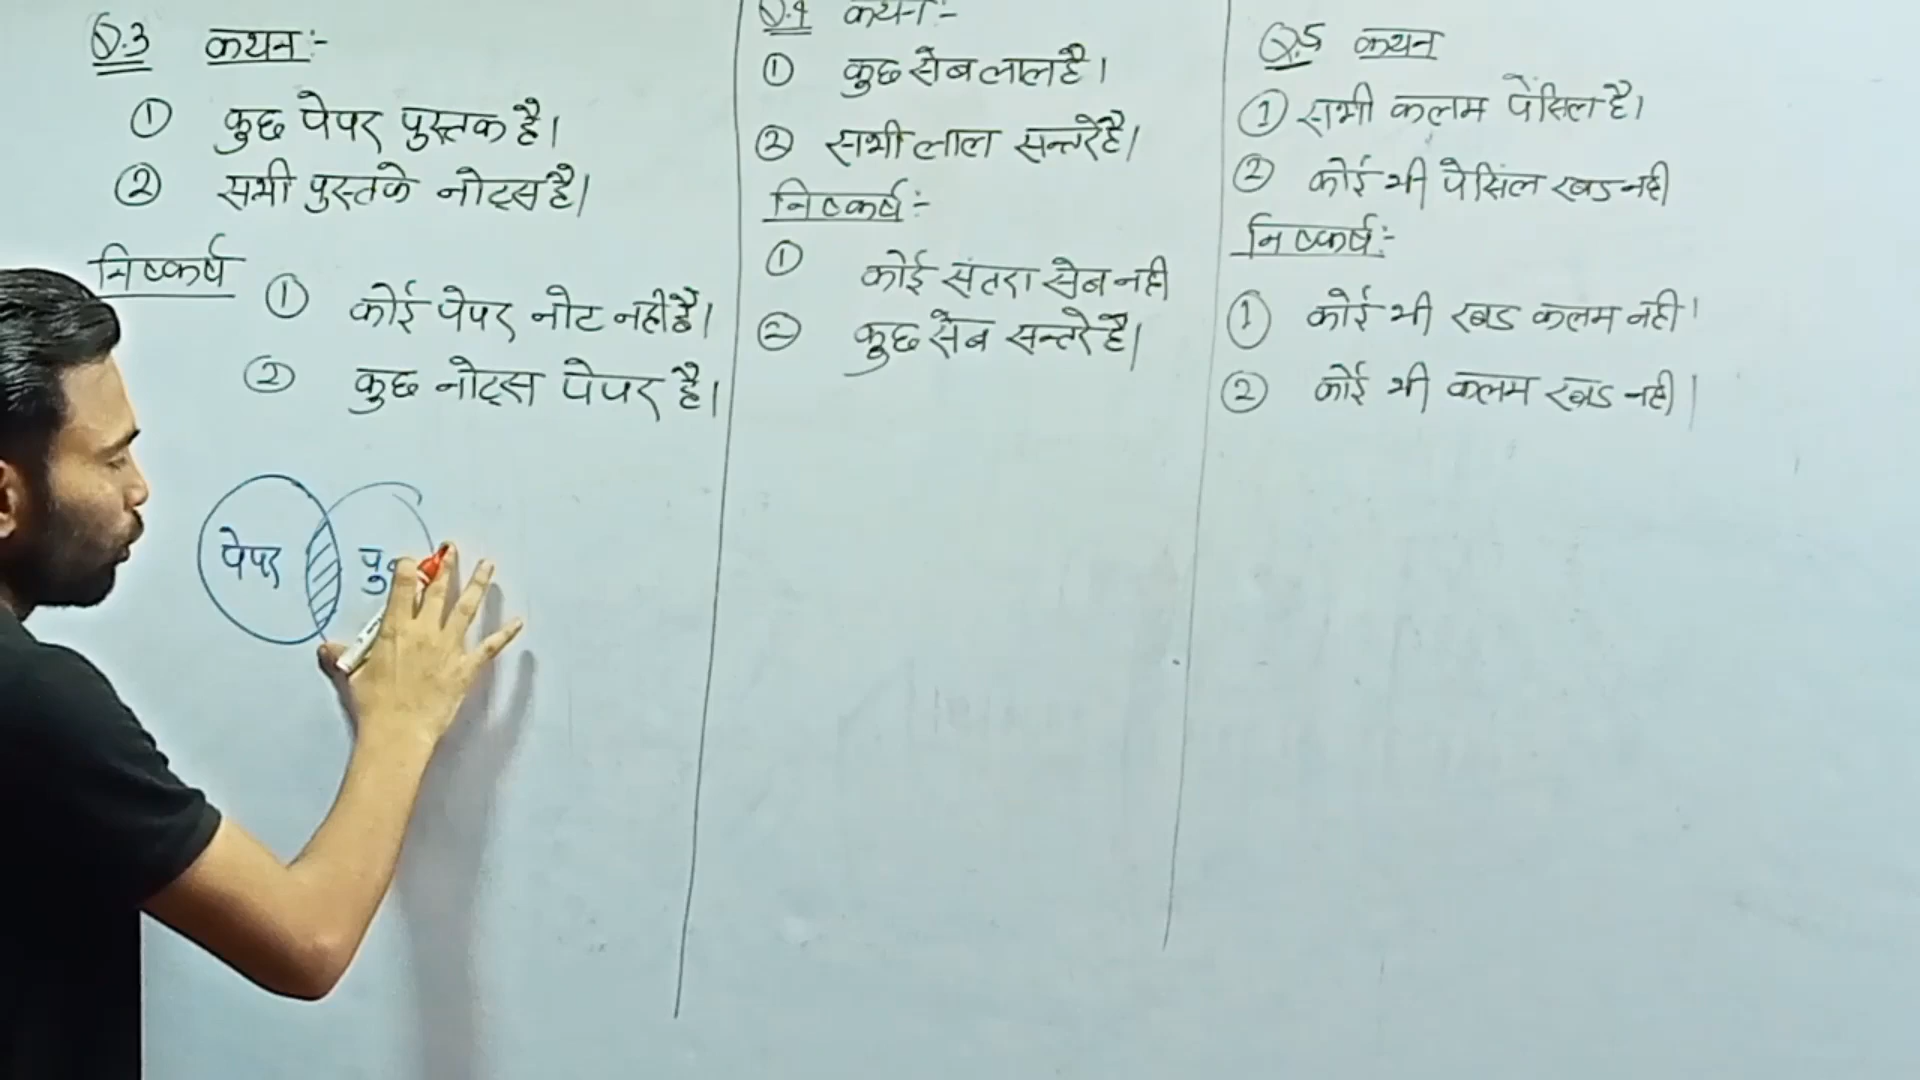 Q.3 कथन:-
① कुछ पेपर पुस्तक है।
② सभी पुस्तके नोट्स है।
निष्कर्ष
① कोई पेपर नोट नही है।
② कुछ नोट्स पेपर है।
पेपर
Q.4 कथन:-
① कुछ सेब लाल है।
② सभी लाल सन्तरे है।
निष्कर्ष:-
① कोई संतरा सेब नही
② कुछ सेब सन्तरे है।
Q.5 कथन
① सभी कलम पेंसिल है।
② कोई भी पेसिंल रबड नही
निष्कर्ष:-
① कोई भी रबड कलम नही।
② कोई भी कलम रबड नही।